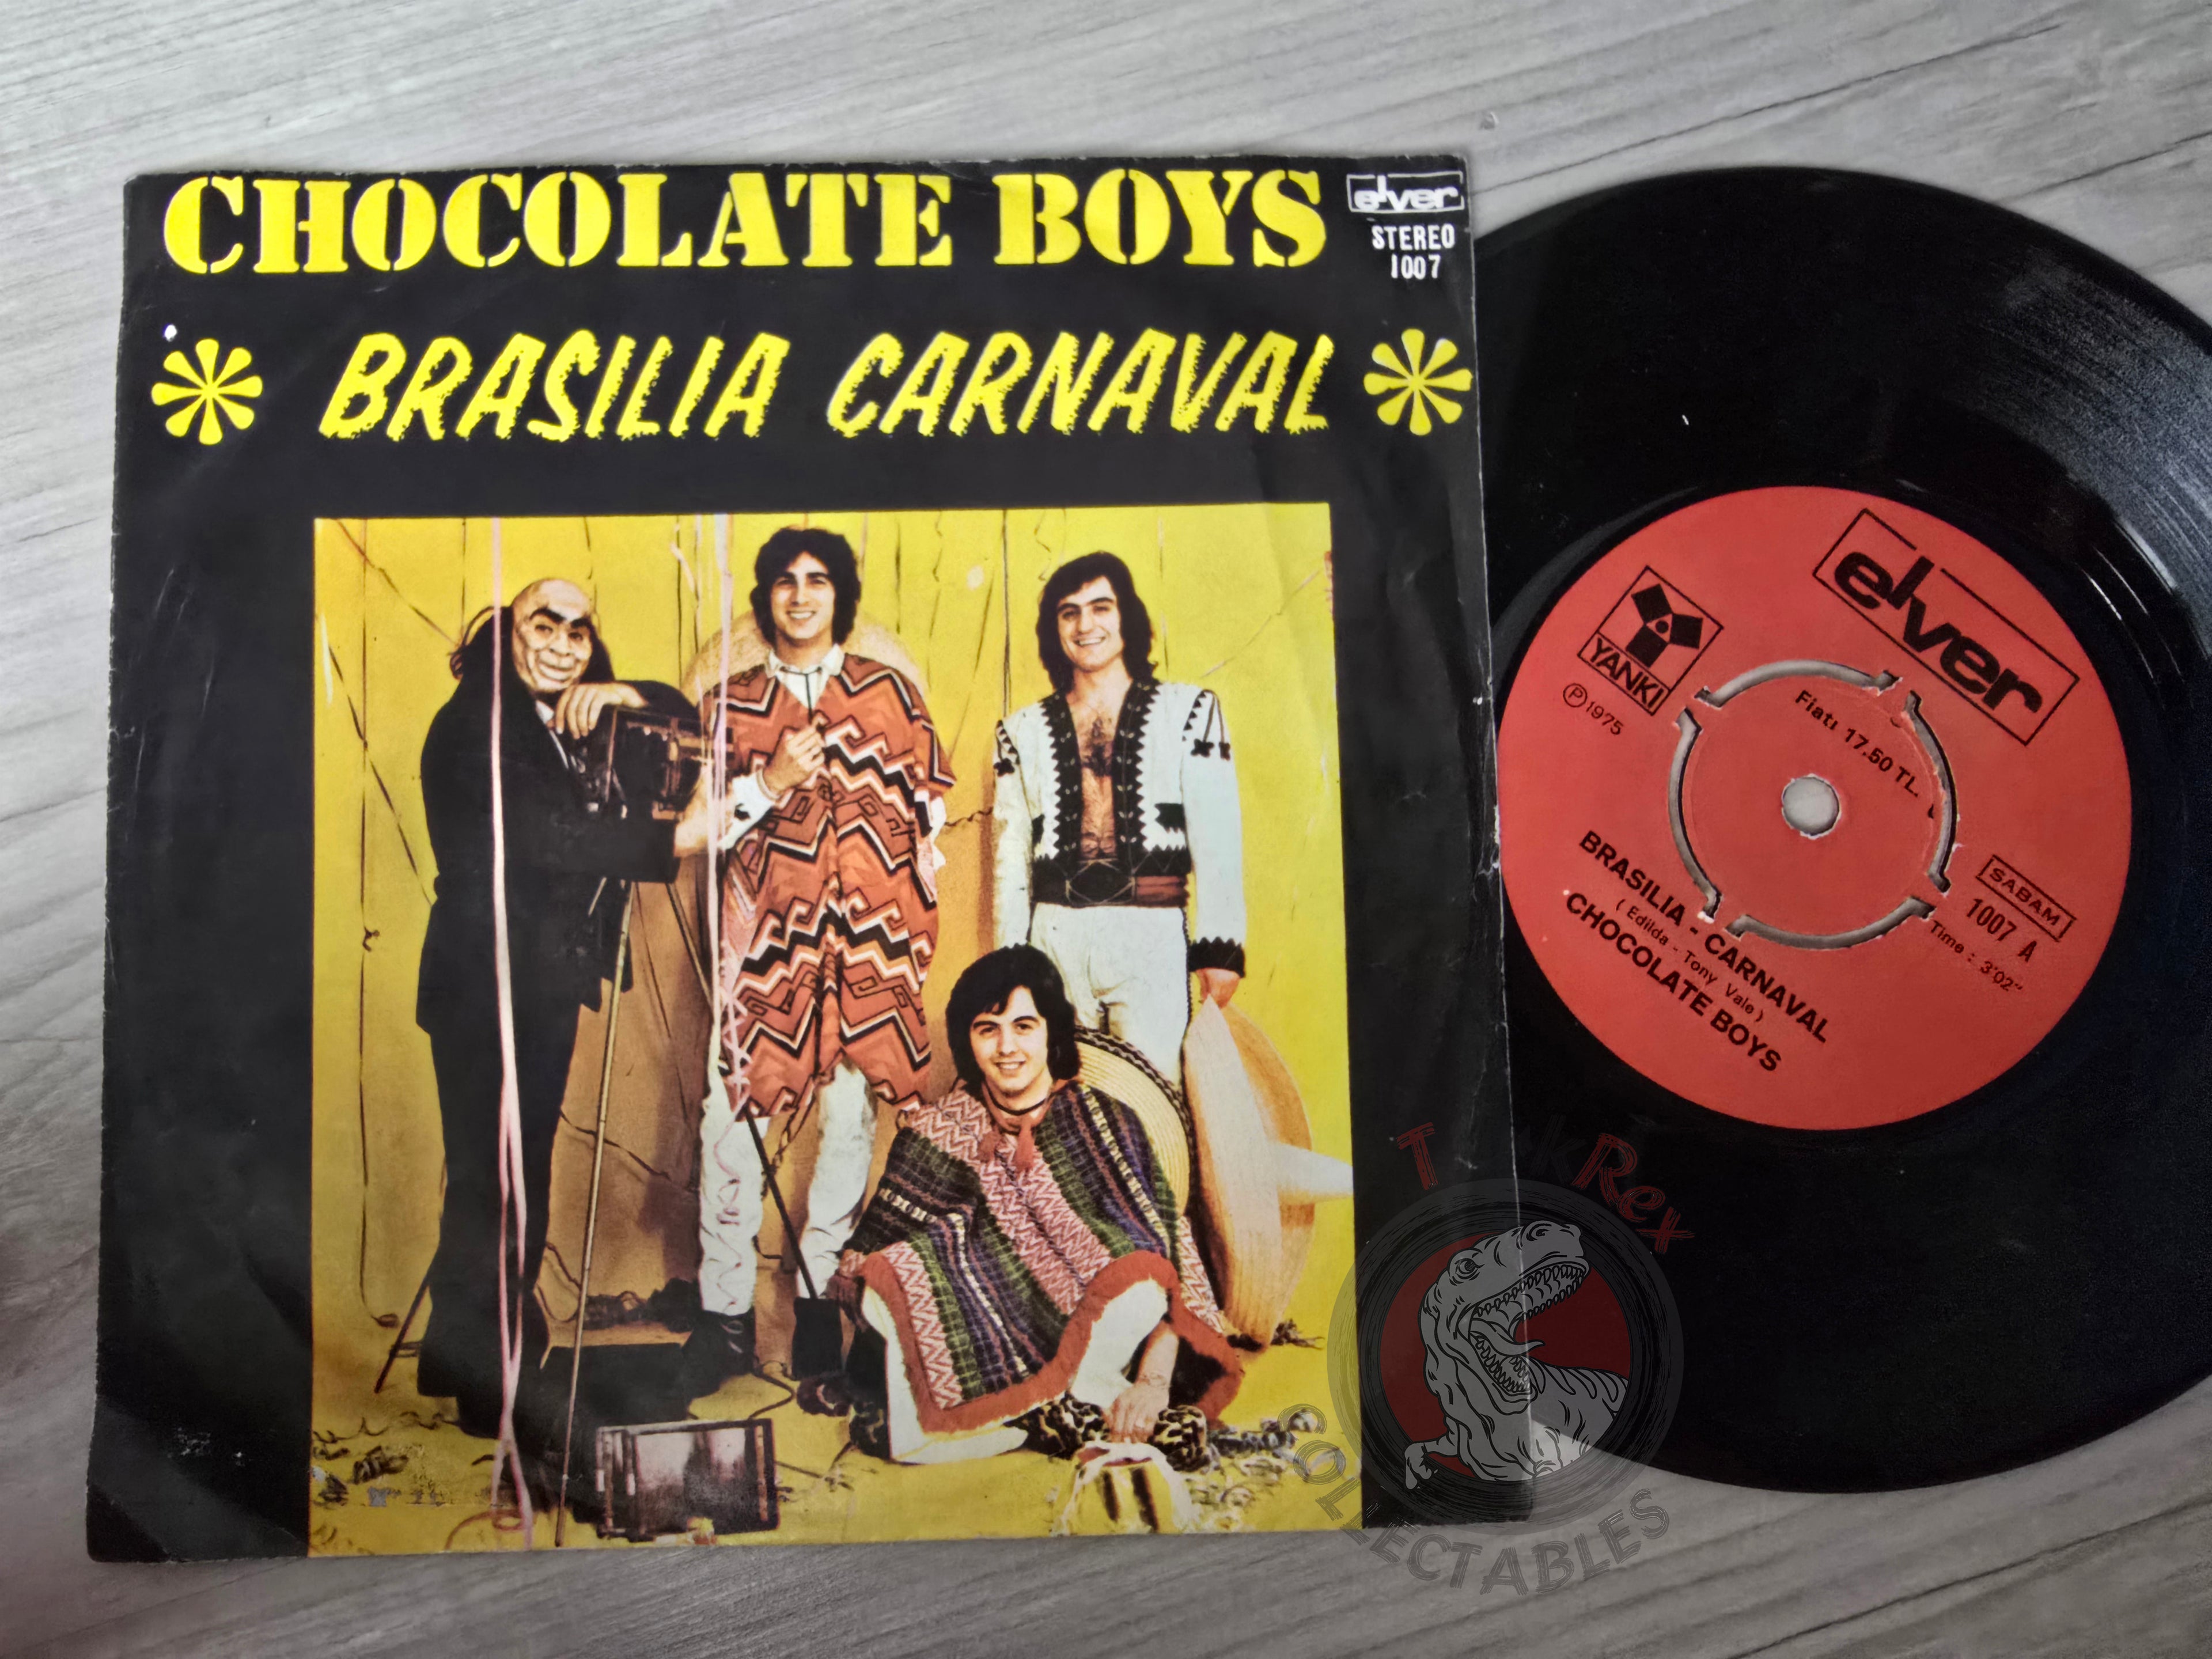 CHOCOLATE BOYS
elver
STEREO
1007
BRASILIA CARNAVAL
elver
YANKI
Ⓟ1975
Fiatı 17.50 TL.
SABAM
1007 A
Time : 3'02"
BRASILIA - CARNAVAL
( Edilda - Tony Vale )
CHOCOLATE BOYS
Rex
COLLECTABLES